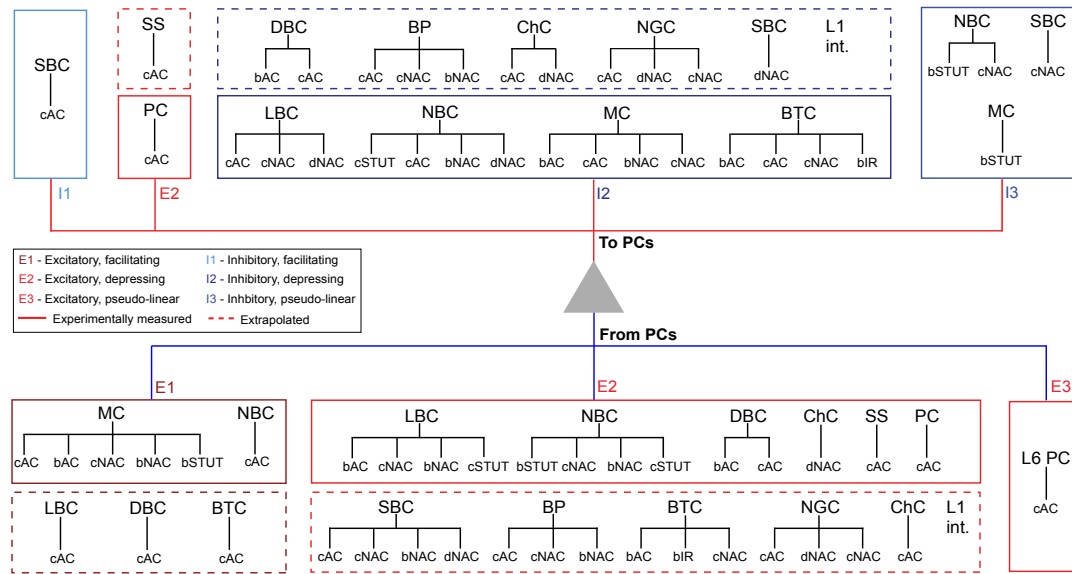 SBC
cAC
I1
SS
cAC
PC
cAC
E2
DBC BP ChC NGC SBC L1 int.
bAC cAC cAC cNAC bNAC cAC dNAC cAC dNAC cNAC dNAC
LBC NBC MC BTC
cAC cNAC dNAC cSTUT cAC bNAC dNAC bAC cAC bNAC cNAC bAC cAC cNAC bIR
I2
NBC SBC
bSTUT cNAC cNAC
MC
bSTUT
I3
To PCs
E1 - Excitatory, facilitating I1 - Inhibitory, facilitating
E2 - Excitatory, depressing I2 - Inhibitory, depressing
E3 - Excitatory, pseudo-linear I3 - Inhbitory, pseudo-linear
Experimentally measured Extrapolated
From PCs
E1
MC NBC
cAC bAC cNAC bNAC bSTUT cAC
LBC DBC BTC
cAC cAC cAC
E2
LBC NBC DBC ChC SS PC
bAC cNAC bNAC cSTUT bSTUT cNAC bNAC cSTUT bAC cAC dNAC cAC cAC
SBC BP BTC NGC ChC L1 int.
cAC cNAC bNAC dNAC cAC cNAC bNAC bAC bIR cNAC cAC dNAC cNAC cAC
E3
L6 PC
cAC